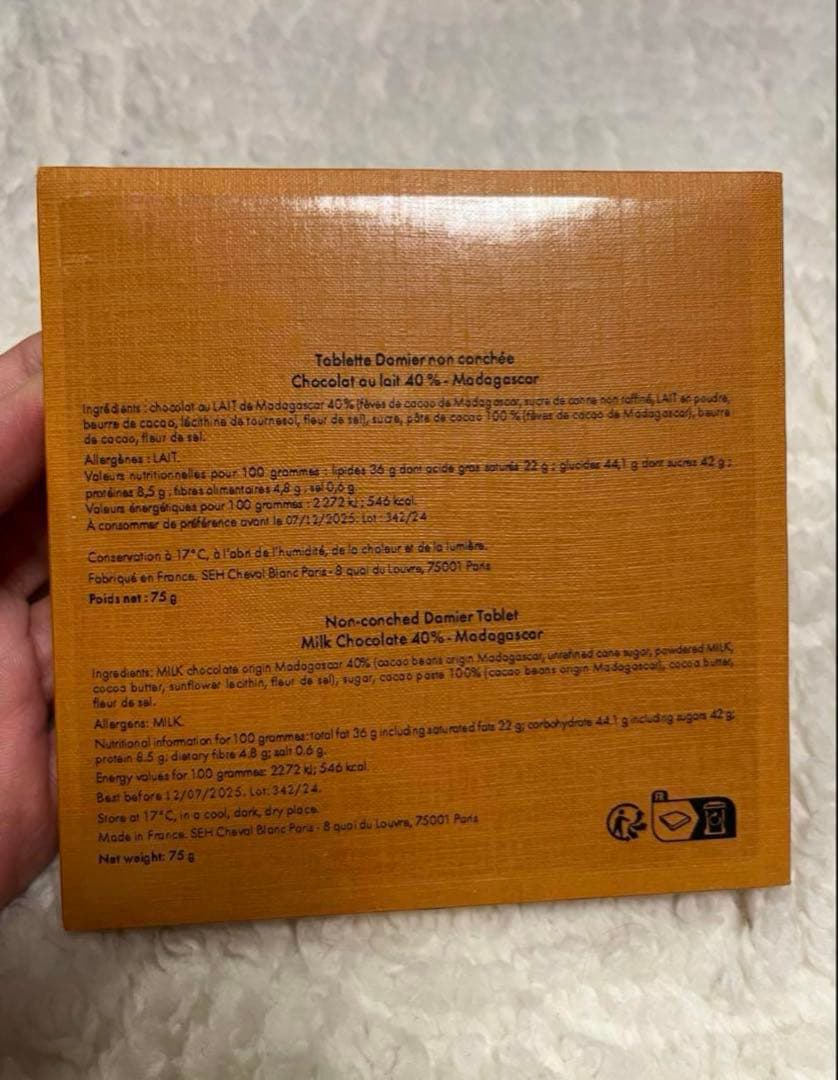 Tablette Damier non conchée
Chocolat au lait 40 % - Madagascar
Ingrédients : chocolat au LAIT de Madagascar 40% (fèves de cacao de Madagascar, sucre de canne non raffiné, LAIT en poudre,
beurre de cacao, lécithine de tournesol, fleur de sel), sucre, pâte de cacao 100 % (fèves de cacao de Madagascar), beurre
de cacao, fleur de sel.
Allergènes : LAIT.
Valeurs nutritionnelles pour 100 grammes : lipides 36 g dont acide gras saturés 22 g ; glucides 44,1 g dont sucres 42 g ;
protéines 8,5 g ; fibres alimentaires 4,8 g ; sel 0,6 g.
Valeurs énergétiques pour 100 grammes : 2272 kJ ; 546 kcal.
À consommer de préférence avant le 07/12/2025. Lot : 342/24
Conservation à 17°C, à l'abri de l'humidité, de la chaleur et de la lumière.
Fabriqué en France. SEH Cheval Blanc Paris - 8 quai du Louvre, 75001 Paris
Poids net : 75 g
Non-conched Damier Tablet
Milk Chocolate 40% - Madagascar
Ingredients: MILK chocolate origin Madagascar 40% (cacao beans origin Madagascar, unrefined cane sugar, powdered MILK,
cocoa butter, sunflower lecithin, fleur de sel), sugar, cacao paste 100% (cacao beans origin Madagascar), cocoa butter,
fleur de sel.
Allergens: MILK.
Nutritional information for 100 grammes: total fat 36 g including saturated fats 22 g; carbohydrate 44.1 g including sugars 42 g;
protein 8.5 g; dietary fibre 4.8 g; salt 0.6 g.
Energy values for 100 grammes: 2272 kJ; 546 kcal.
Best before 12/07/2025. Lot: 342/24.
Store at 17°C, in a cool, dark, dry place.
Made in France. SEH Cheval Blanc Paris - 8 quai du Louvre, 75001 Paris
Net weight: 75 g
FR